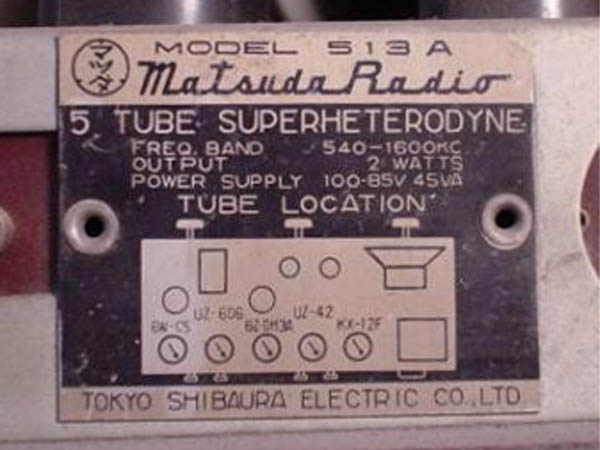 マツダ
MODEL 513A
Matsuda Radio
5 TUBE SUPERHETERODYNE
FREQ. BAND 540-1600KC
OUTPUT 2 WATTS
POWER SUPPLY 100-85V 45VA
TUBE LOCATION
6W-C5 UZ-6D6 6Z-DH3A UZ-42 KX-12F
TOKYO SHIBAURA ELECTRIC CO., LTD